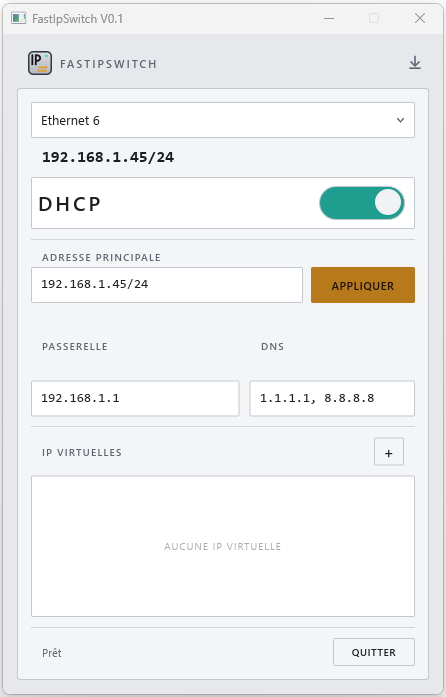 FastIpSwitch V0.1
IP FASTIPSWITCH
Ethernet 6
192.168.1.45/24
DHCP
ADRESSE PRINCIPALE
192.168.1.45/24 APPLIQUER
PASSERELLE DNS
192.168.1.1 1.1.1.1, 8.8.8.8
IP VIRTUELLES +
AUCUNE IP VIRTUELLE
Prêt QUITTER